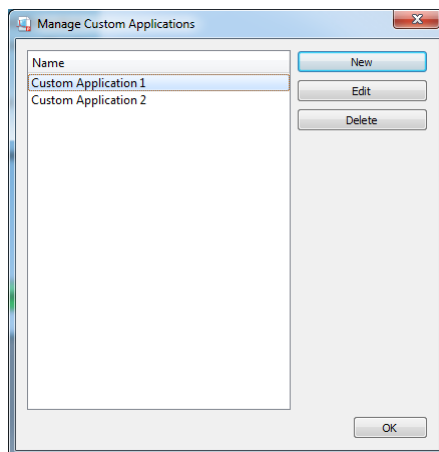 Manage Custom Applications
Name
Custom Application 1
Custom Application 2
New
Edit
Delete
OK